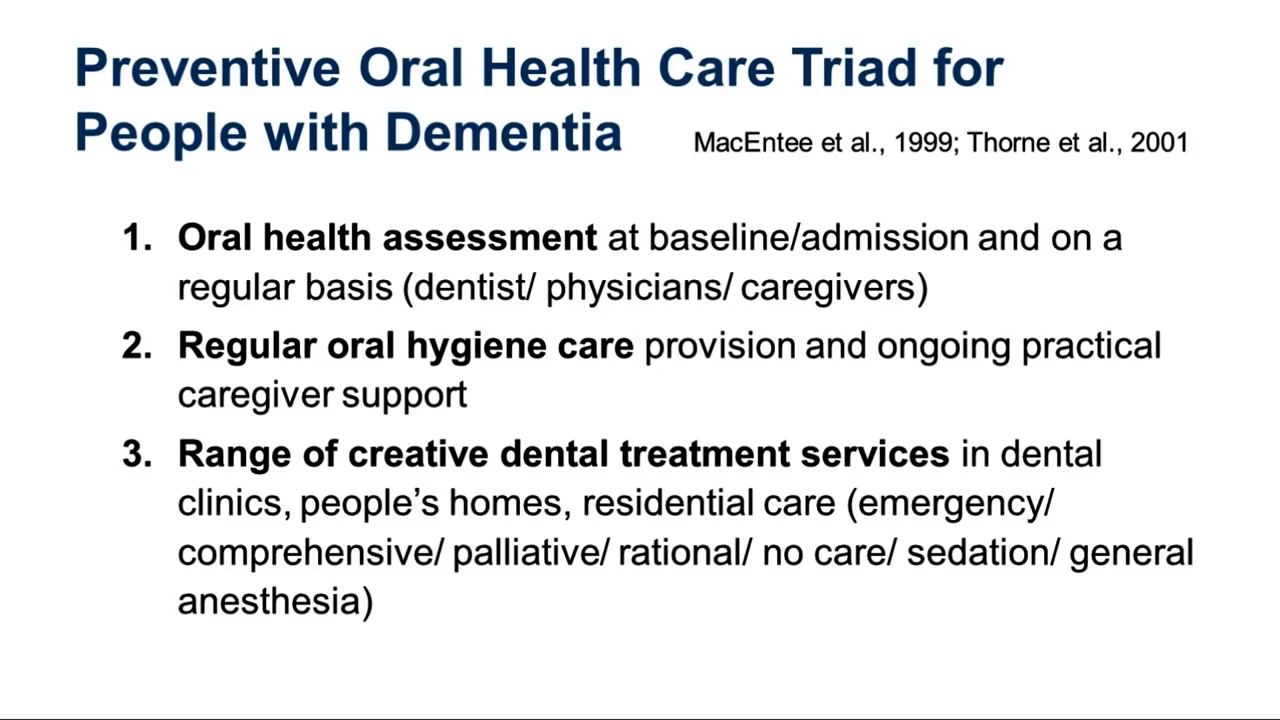 Preventive Oral Health Care Triad for
People with Dementia MacEntee et al., 1999; Thorne et al., 2001
1. Oral health assessment at baseline/admission and on a
regular basis (dentist/ physicians/ caregivers)
2. Regular oral hygiene care provision and ongoing practical
caregiver support
3. Range of creative dental treatment services in dental
clinics, people’s homes, residential care (emergency/
comprehensive/ palliative/ rational/ no care/ sedation/ general
anesthesia)